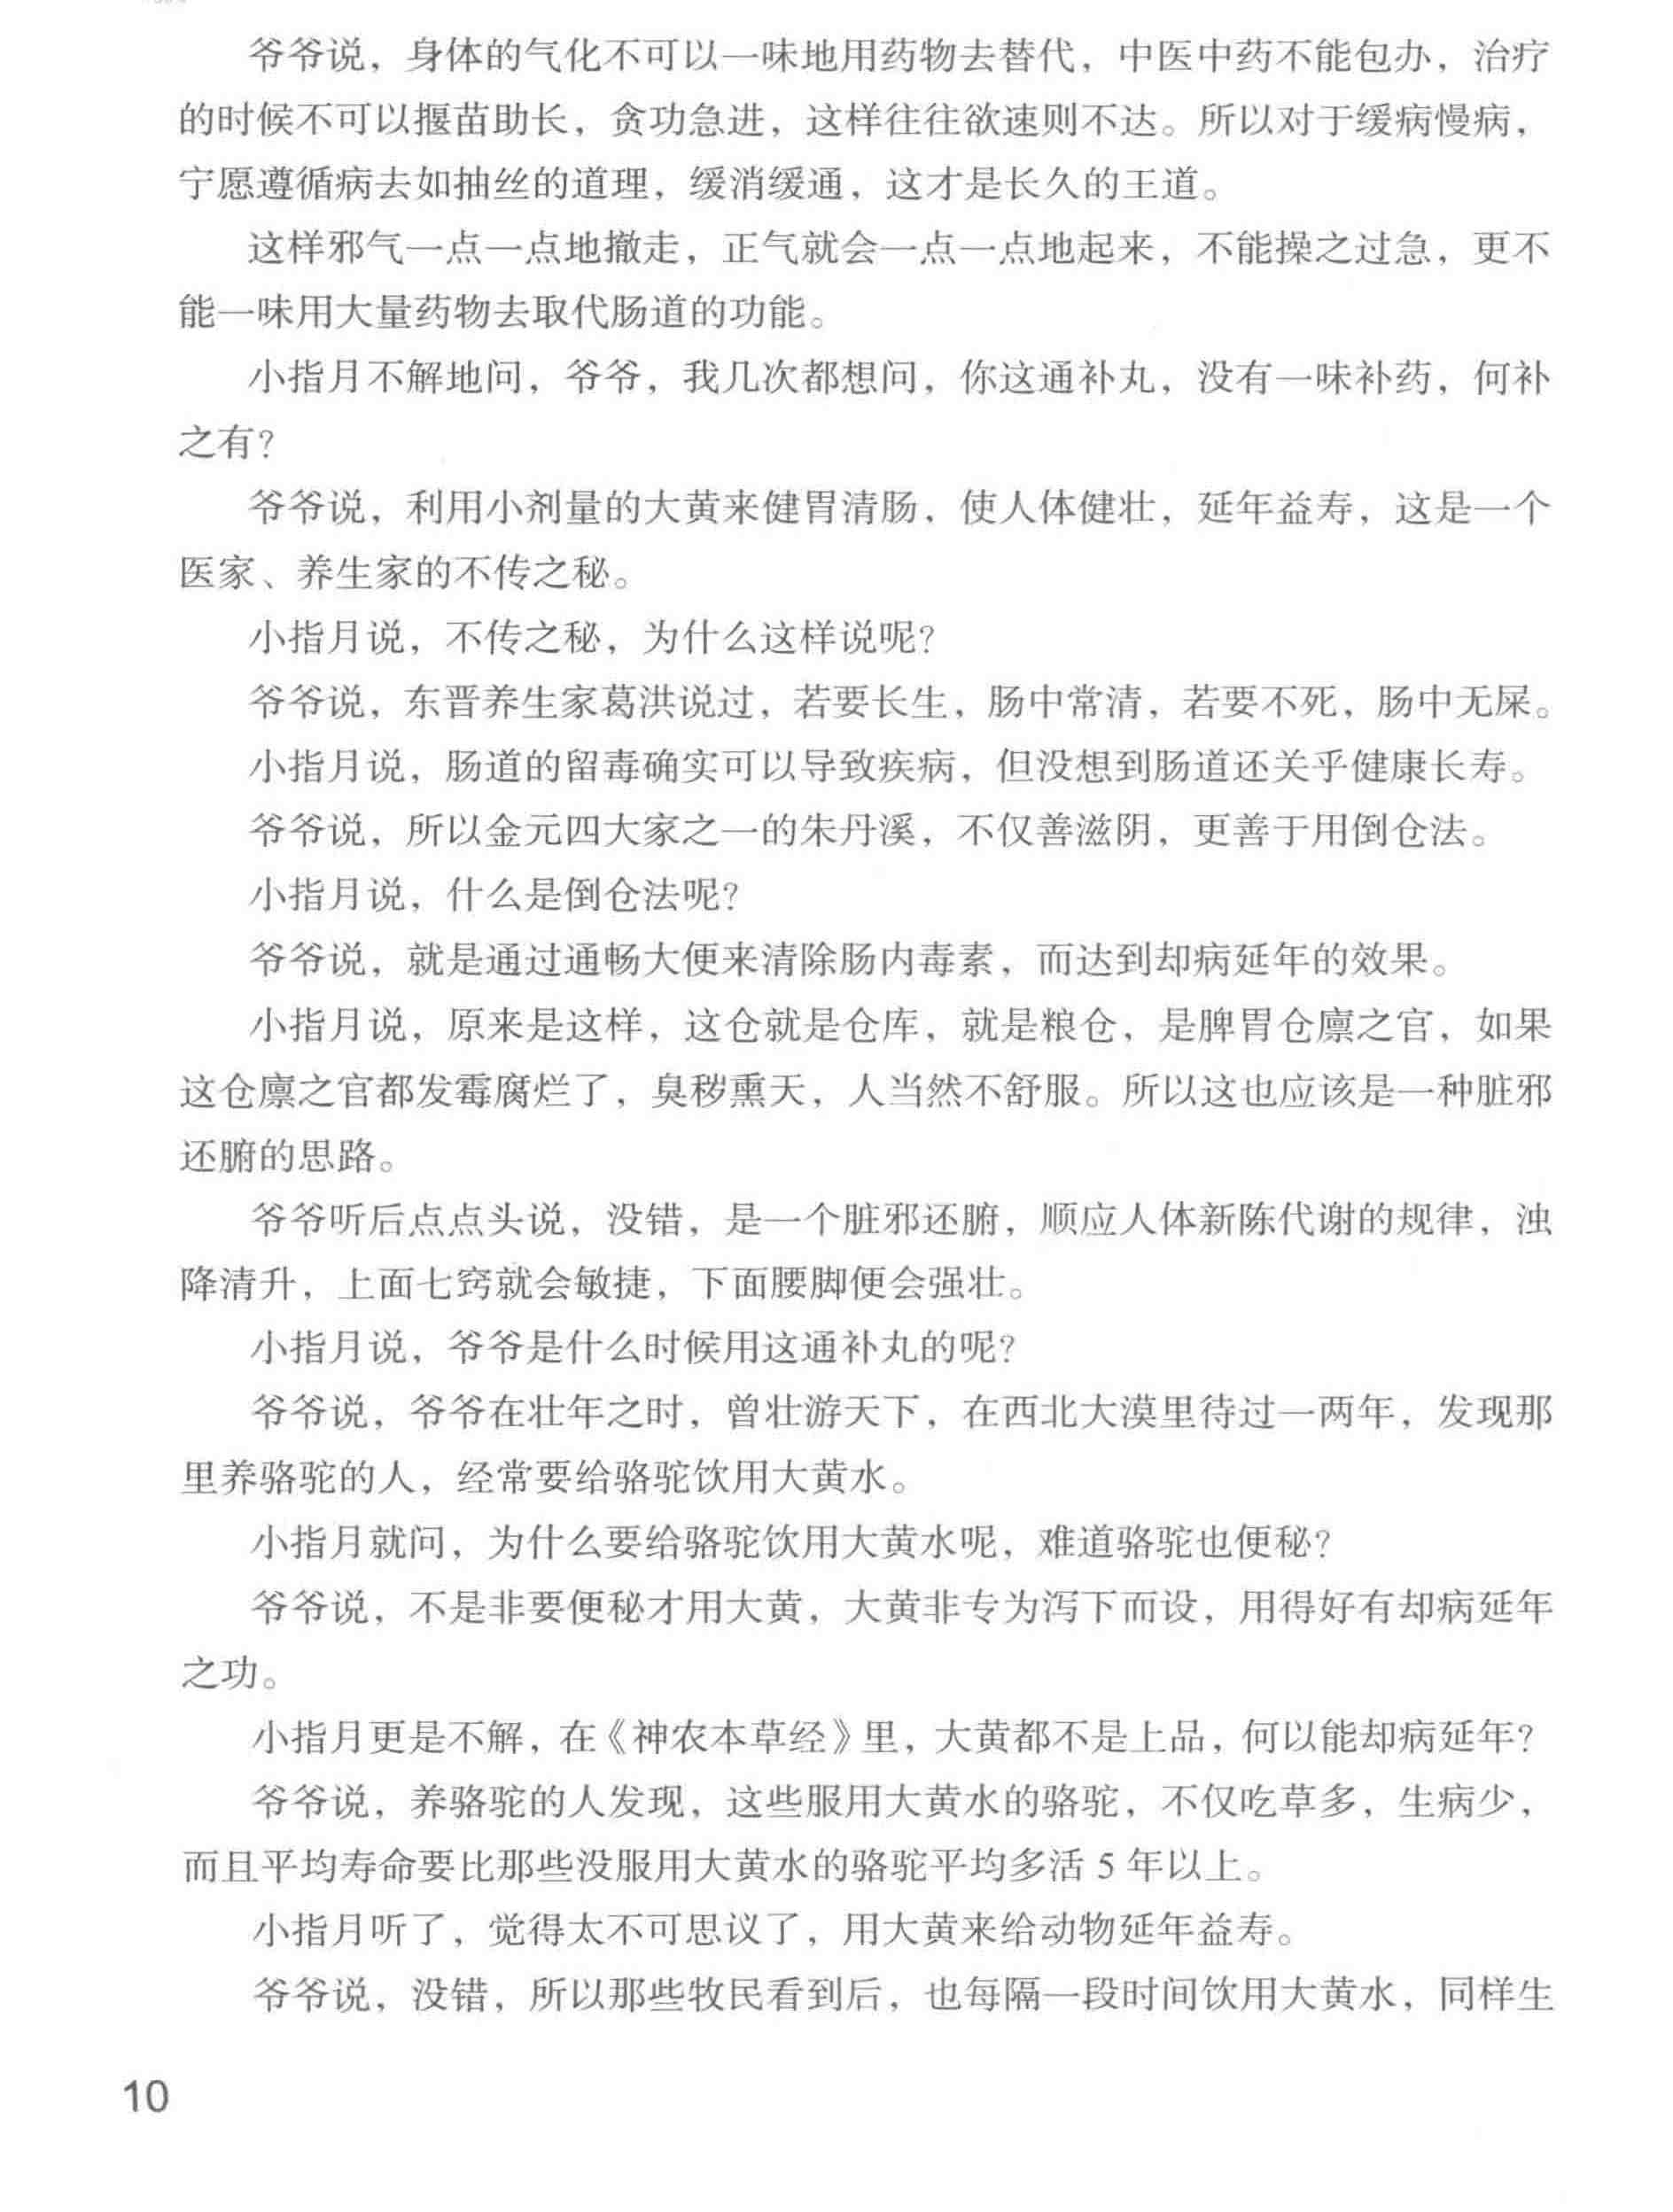 爷爷说，身体的气化不可以一味地用药物去替代，中医中药不能包办，治疗
的时候不可以揠苗助长，贪功急进，这样往往欲速则不达。所以对于缓病慢病，
宁愿遵循病去如抽丝的道理，缓消缓通，这才是长久的王道。
这样邪气一点一点地撤走，正气就会一点一点地起来，不能操之过急，更不
能一味用大量药物去取代肠道的功能。
小指月不解地问，爷爷，我几次都想问，你这通补丸，没有一味补药，何补
之有？
爷爷说，利用小剂量的大黄来健胃清肠，使人体健壮，延年益寿，这是一个
医家、养生家的不传之秘。
小指月说，不传之秘，为什么这样说呢？
爷爷说，东晋养生家葛洪说过，若要长生，肠中常清，若要不死，肠中无屎。
小指月说，肠道的留毒确实可以导致疾病，但没想到肠道还关乎健康长寿。
爷爷说，所以金元四大家之一的朱丹溪，不仅善滋阴，更善于用倒仓法。
小指月说，什么是倒仓法呢？
爷爷说，就是通过通畅大便来清除肠内毒素，而达到却病延年的效果。
小指月说，原来是这样，这仓就是仓库，就是粮仓，是脾胃仓廪之官，如果
这仓廪之官都发霉腐烂了，臭秽熏天，人当然不舒服。所以这也应该是一种脏邪
还腑的思路。
爷爷听后点点头说，没错，是一个脏邪还腑，顺应人体新陈代谢的规律，浊
降清升，上面七窍就会敏捷，下面腰脚便会强壮。
小指月说，爷爷是什么时候用这通补丸的呢？
爷爷说，爷爷在壮年之时，曾壮游天下，在西北大漠里待过一两年，发现那
里养骆驼的人，经常要给骆驼饮用大黄水。
小指月就问，为什么要给骆驼饮用大黄水呢，难道骆驼也便秘？
爷爷说，不是非要便秘才用大黄，大黄非专为泻下而设，用得好有却病延年
之功。
小指月更是不解，在《神农本草经》里，大黄都不是上品，何以能却病延年？
爷爷说，养骆驼的人发现，这些服用大黄水的骆驼，不仅吃草多，生病少，
而且平均寿命要比那些没服用大黄水的骆驼平均多活 5 年以上。
小指月听了，觉得太不可思议了，用大黄来给动物延年益寿。
爷爷说，没错，所以那些牧民看到后，也每隔一段时间饮用大黄水，同样生
10